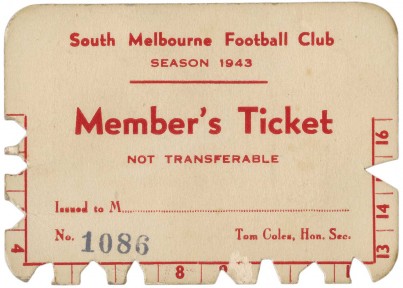 South Melbourne Football Club
SEASON 1943
Member's Ticket
NOT TRANSFERABLE
Issued to M
No. 1086 Tom Coles, Hon. Sec.
16
14
13
4
8